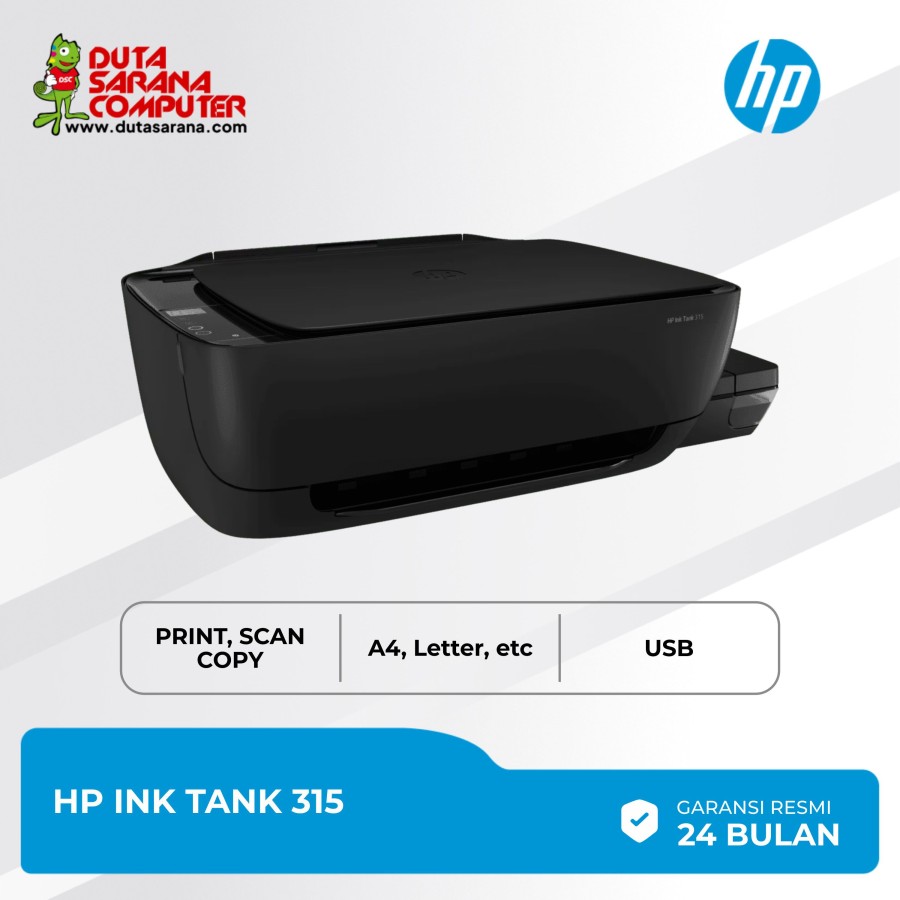 DUTA
SARANA
COMPUTER
DSC
www.dutasarana.com
hp
hp
HP Ink Tank 315
PRINT, SCAN
COPY
A4, Letter, etc
USB
HP INK TANK 315
GARANSI RESMI
24 BULAN